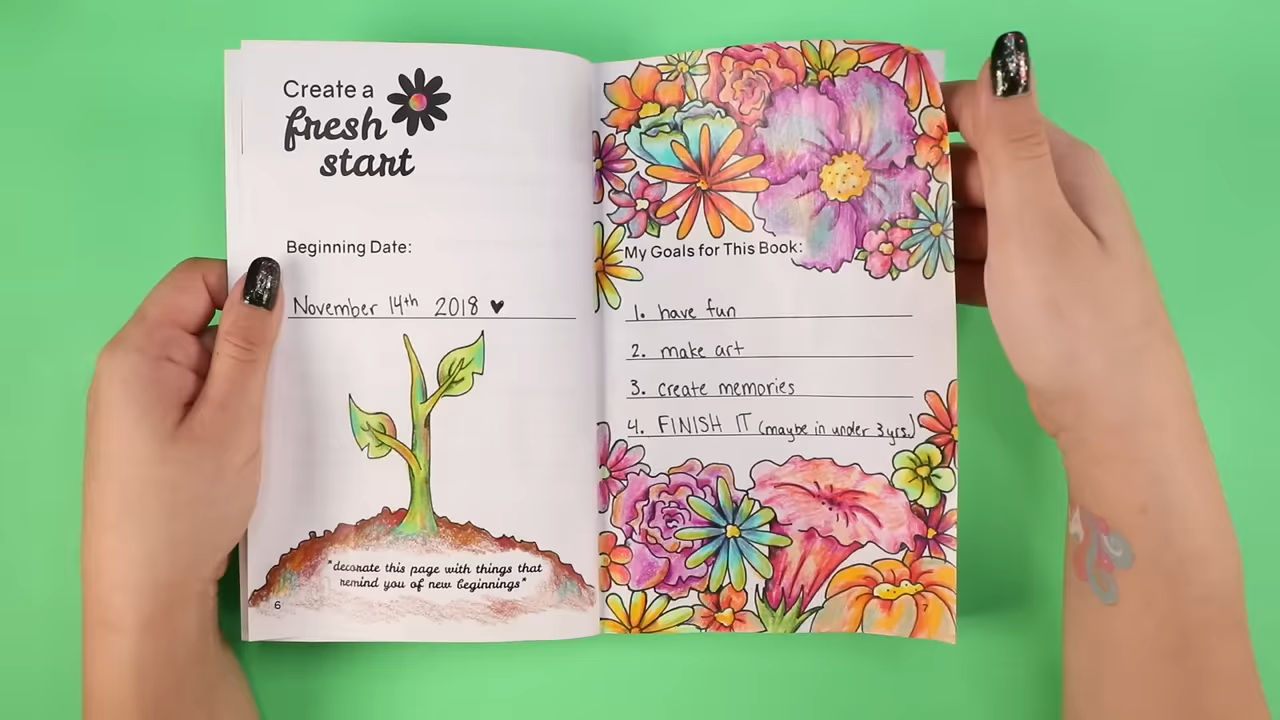 Create a
fresh
start
Beginning Date:
November 14th 2018 ♥
*decorate this page with things that
remind you of new beginnings*
6
My Goals for This Book:
1. have fun
2. make art
3. create memories
4. FINISH IT (maybe in under 3yrs.)